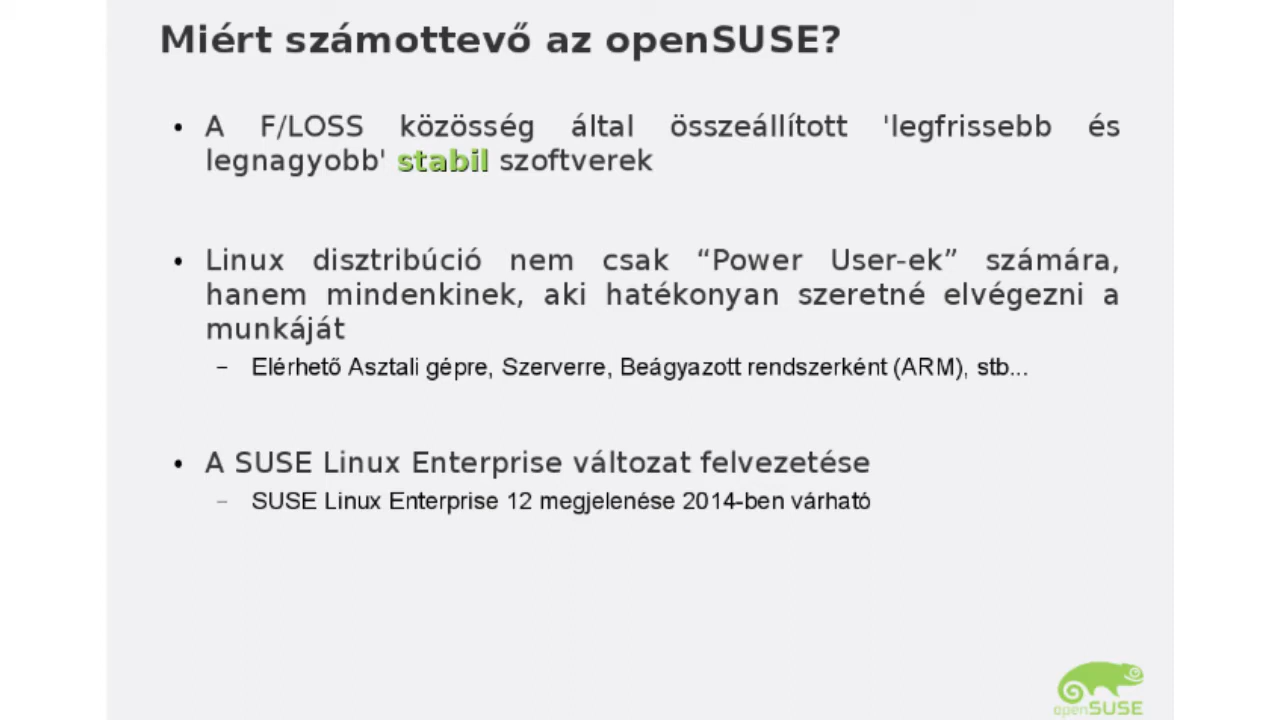 Miért számottevő az openSUSE?
• A F/LOSS közösség által összeállított 'legfrissebb és
legnagyobb' stabil szoftverek
• Linux disztribúció nem csak “Power User-ek” számára,
hanem mindenkinek, aki hatékonyan szeretné elvégezni a
munkáját
– Elérhető Asztali gépre, Szerverre, Beágyazott rendszerként (ARM), stb...
• A SUSE Linux Enterprise változat felvezetése
– SUSE Linux Enterprise 12 megjelenése 2014-ben várható
openSUSE